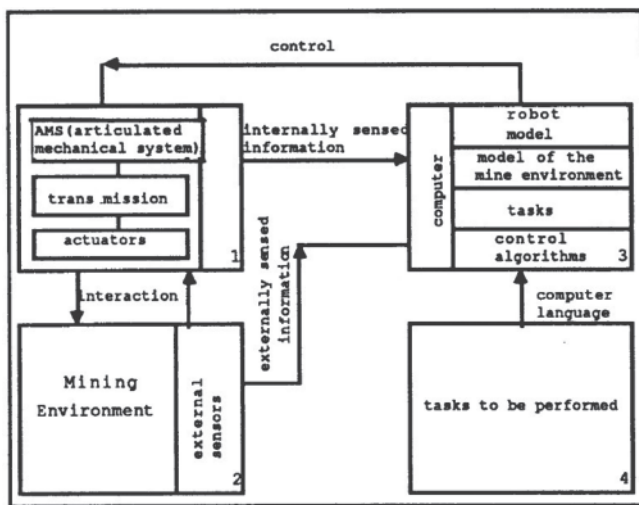 control
AMS(articulated
mechanical system)
transmission
actuators
1
internally sensed
information
computer
robot
model
model of the
mine environment
tasks
control
algorithms
3
interaction
externally sensed
information
computer
language
Mining
Environment
external
sensors
2
tasks to be performed
4